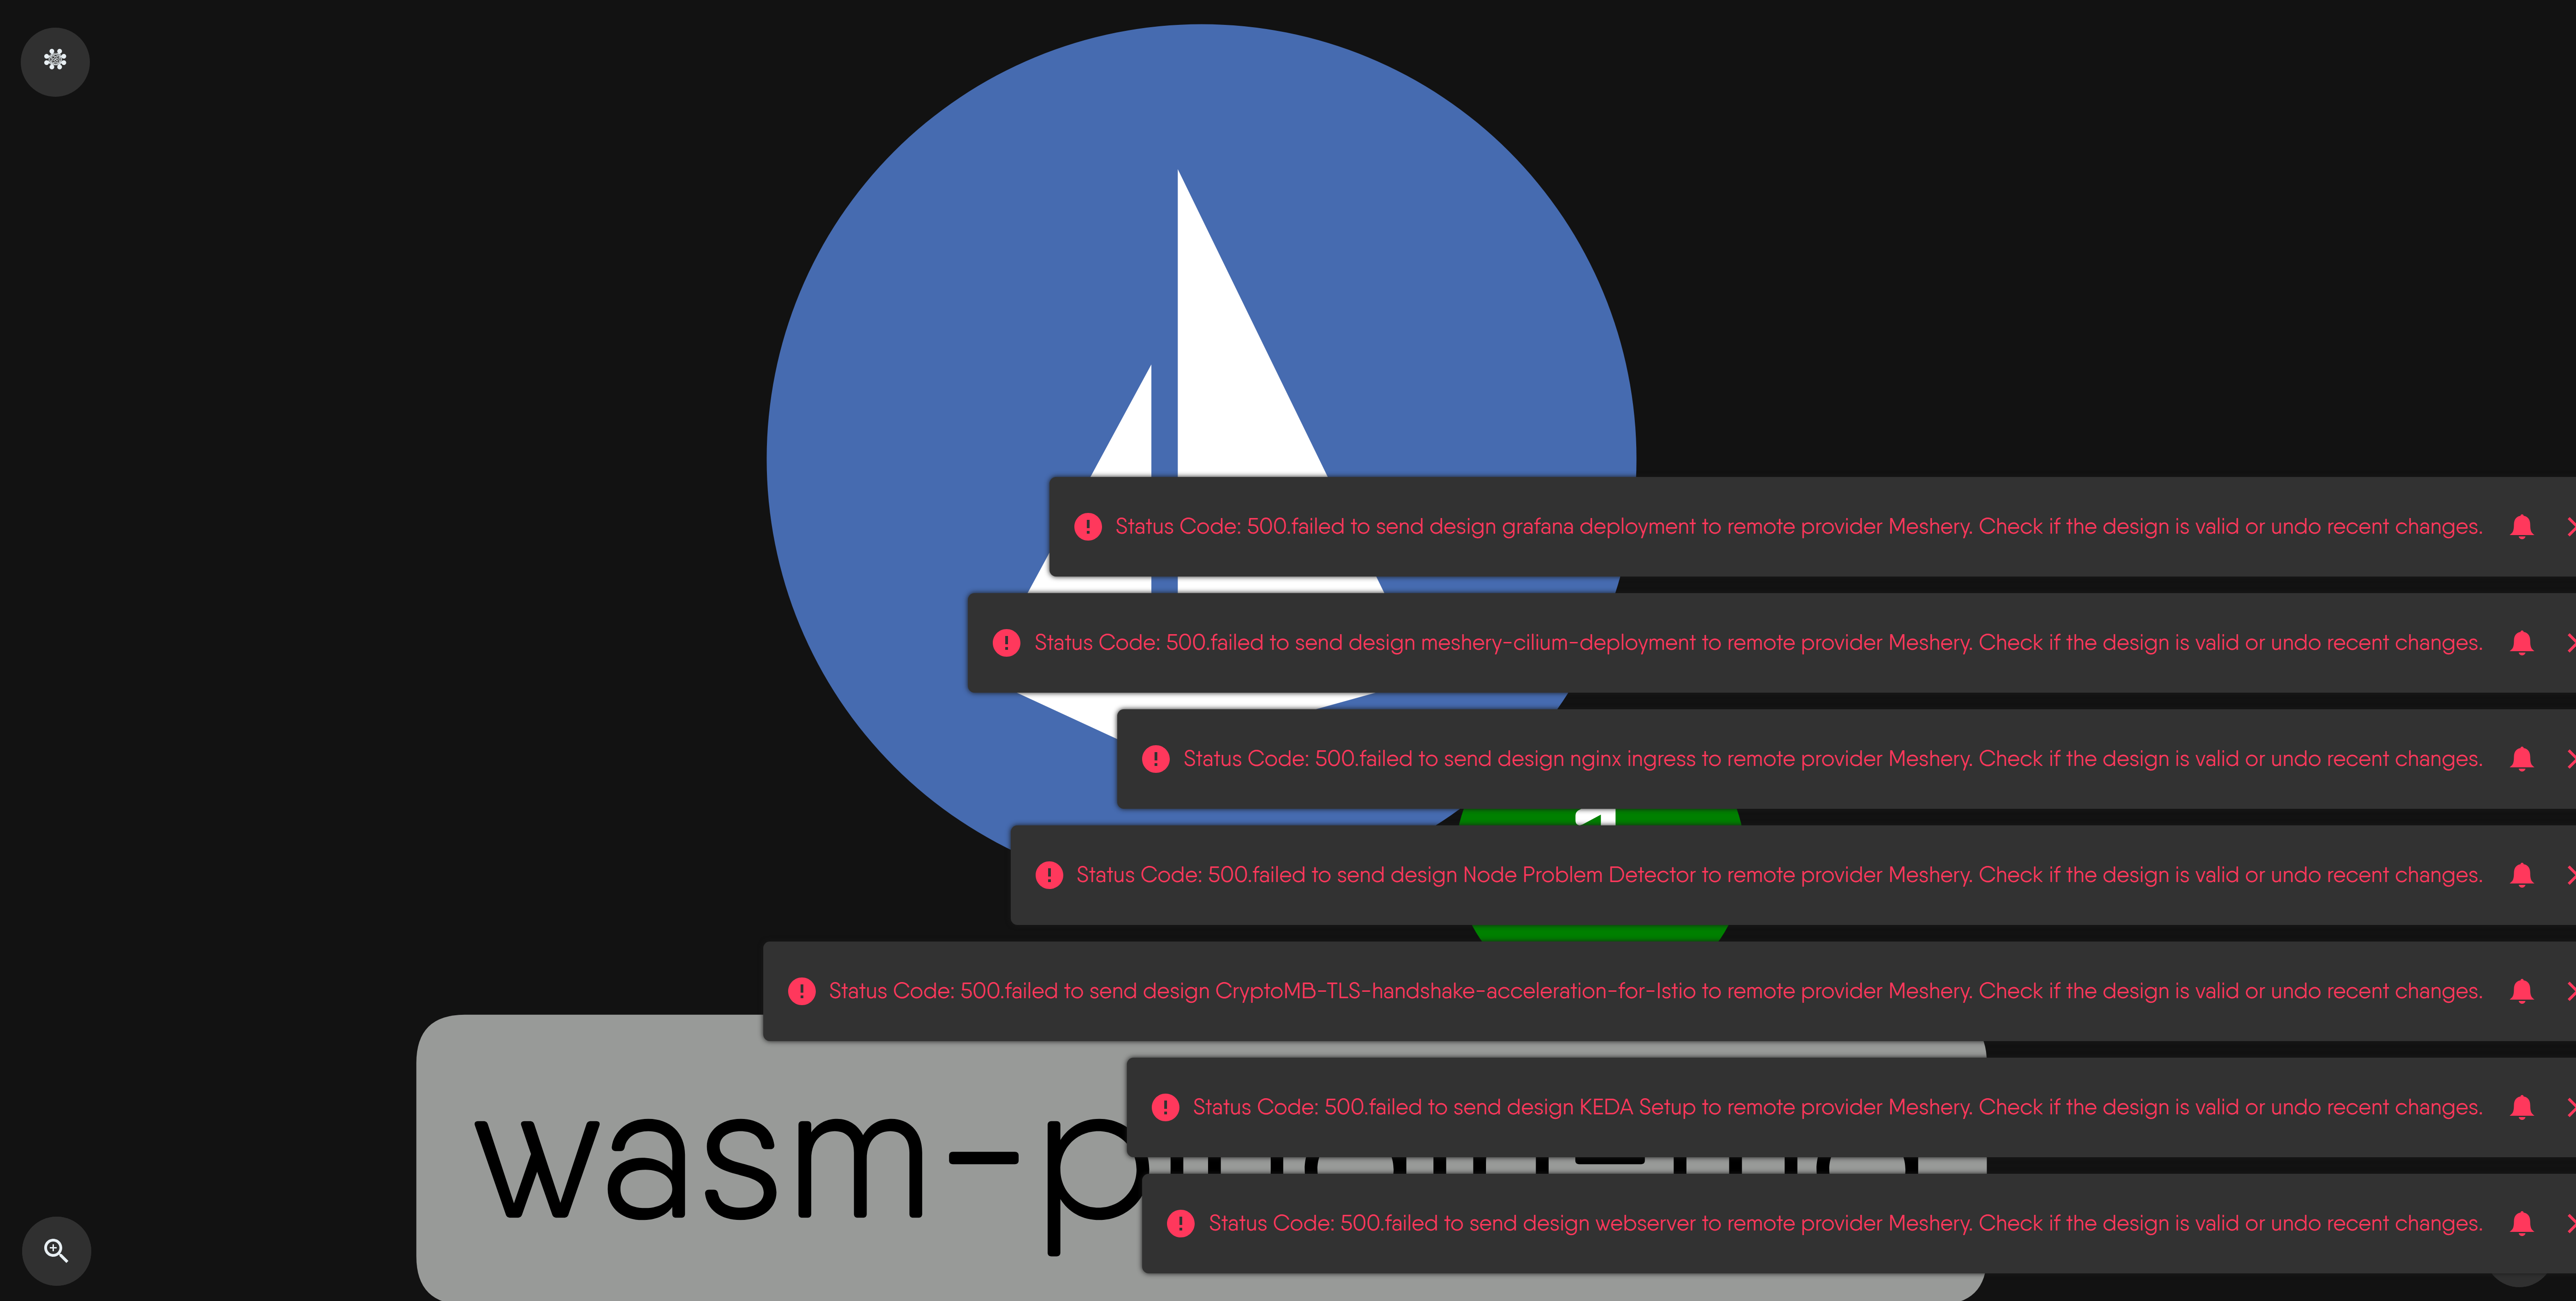 Status Code: 500.failed to send design grafana deployment to remote provider Meshery. Check if the design is valid or undo recent changes.
Status Code: 500.failed to send design meshery-cilium-deployment to remote provider Meshery. Check if the design is valid or undo recent changes.
Status Code: 500.failed to send design nginx ingress to remote provider Meshery. Check if the design is valid or undo recent changes.
Status Code: 500.failed to send design Node Problem Detector to remote provider Meshery. Check if the design is valid or undo recent changes.
Status Code: 500.failed to send design CryptoMB-TLS-handshake-acceleration-for-Istio to remote provider Meshery. Check if the design is valid or undo recent changes.
Status Code: 500.failed to send design KEDA Setup to remote provider Meshery. Check if the design is valid or undo recent changes.
wasm-p
Status Code: 500.failed to send design webserver to remote provider Meshery. Check if the design is valid or undo recent changes.